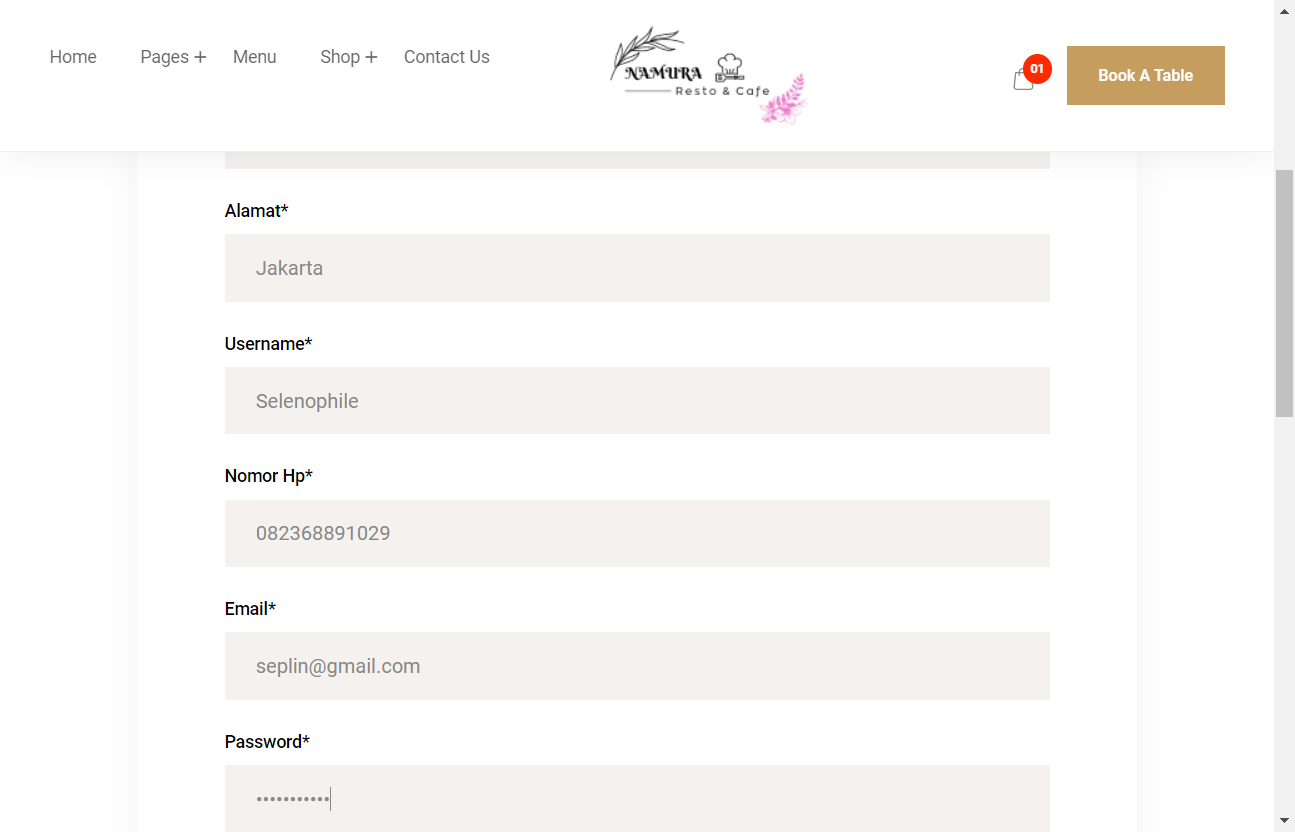 Home Pages + Menu Shop + Contact Us
NAMURA
Resto & Cafe
01
Book A Table
Alamat*
Jakarta
Username*
Selenophile
Nomor Hp*
082368891029
Email*
seplin@gmail.com
Password*
•••••••••••